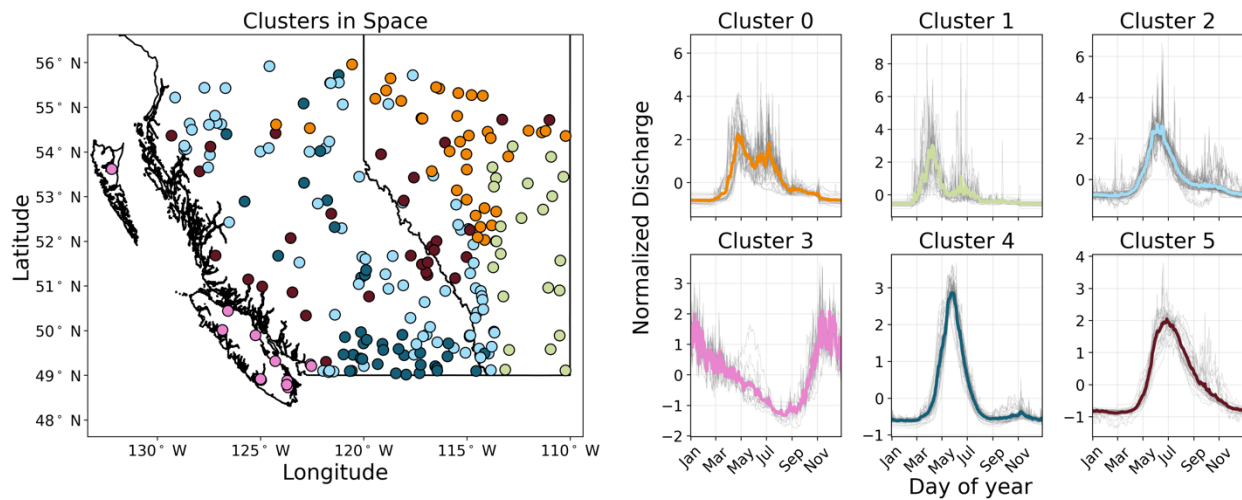 Clusters in Space
56° N
55° N
54° N
53° N
52° N
51° N
50° N
49° N
48° N
Latitude
130° W
125° W
120° W
115° W
110° W
Longitude
Normalized Discharge
Cluster 0
6
4
2
0
Cluster 1
8
6
4
2
0
Cluster 2
6
4
2
0
Cluster 3
3
2
1
0
−1
−2
Jan
Mar
May
Jul
Sep
Nov
Cluster 4
3
2
1
0
−1
Jan
Mar
May
Jul
Sep
Nov
Cluster 5
4
3
2
1
0
−1
Jan
Mar
May
Jul
Sep
Nov
Day of year